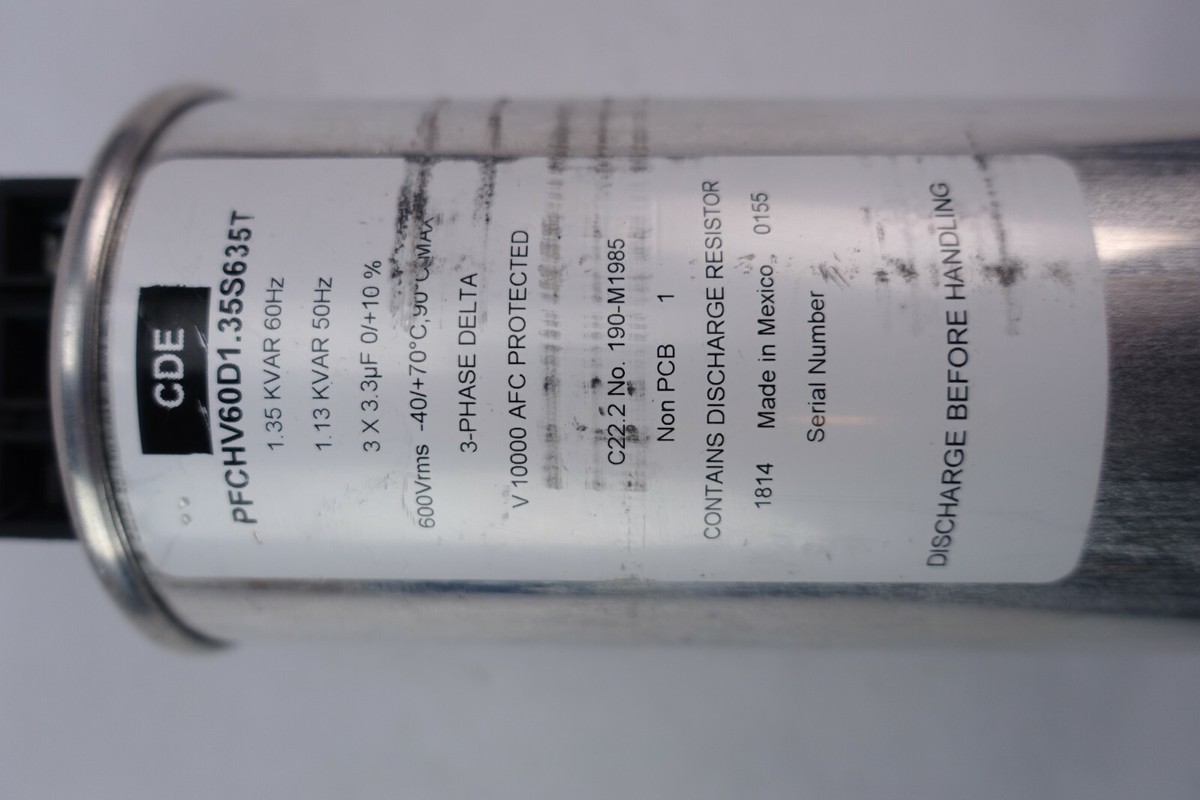 CDE
PFCHV60D1.35S635T
1.35 KVAR 60Hz
1.13 KVAR 50Hz
3 X 3.3µF 0/+10 %
600Vrms -40/+70°C,90°C MAX
3-PHASE DELTA
V 10000 AFC PROTECTED
C22.2 No. 190-M1985
Non PCB 1
CONTAINS DISCHARGE RESISTOR
1814 Made in Mexico 0155
Serial Number
DISCHARGE BEFORE HANDLING